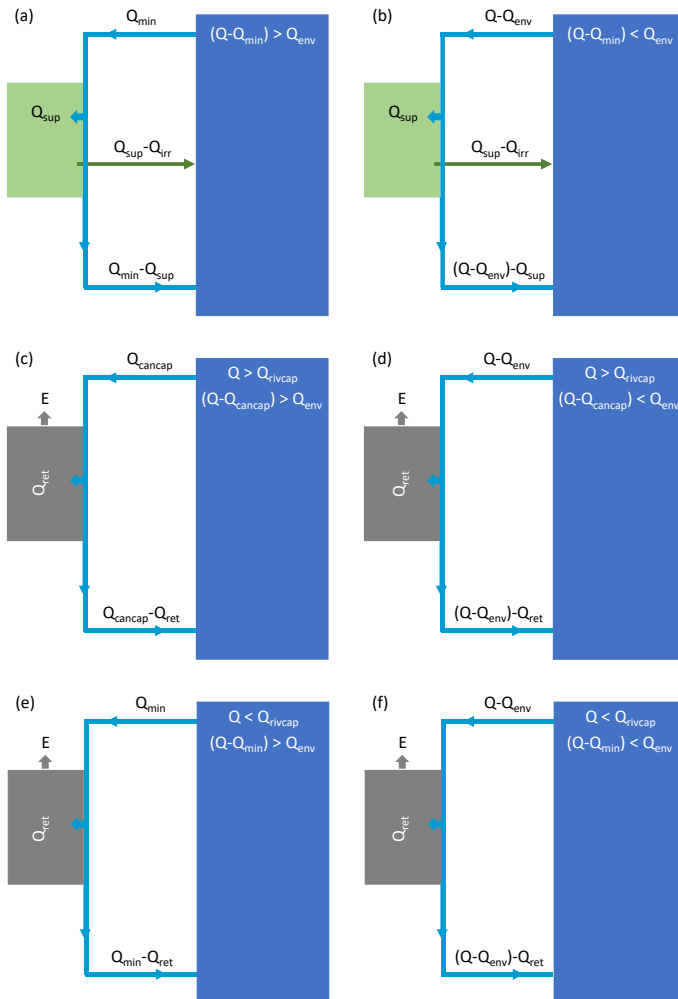 (a)
Q_min
(Q-Q_min) > Q_env
Q_sup
Q_sup-Q_irr
Q_min-Q_sup
(b)
Q-Q_env
(Q-Q_min) < Q_env
Q_sup
Q_sup-Q_irr
(Q-Q_env)-Q_sup
(c)
Q_cancap
Q > Q_rivcap
(Q-Q_cancap) > Q_env
E
Q_ret
Q_cancap-Q_ret
(d)
Q-Q_env
Q > Q_rivcap
(Q-Q_cancap) < Q_env
E
Q_ret
(Q-Q_env)-Q_ret
(e)
Q_min
Q < Q_rivcap
(Q-Q_min) > Q_env
E
Q_ret
Q_min-Q_ret
(f)
Q-Q_env
Q < Q_rivcap
(Q-Q_min) < Q_env
E
Q_ret
(Q-Q_env)-Q_ret